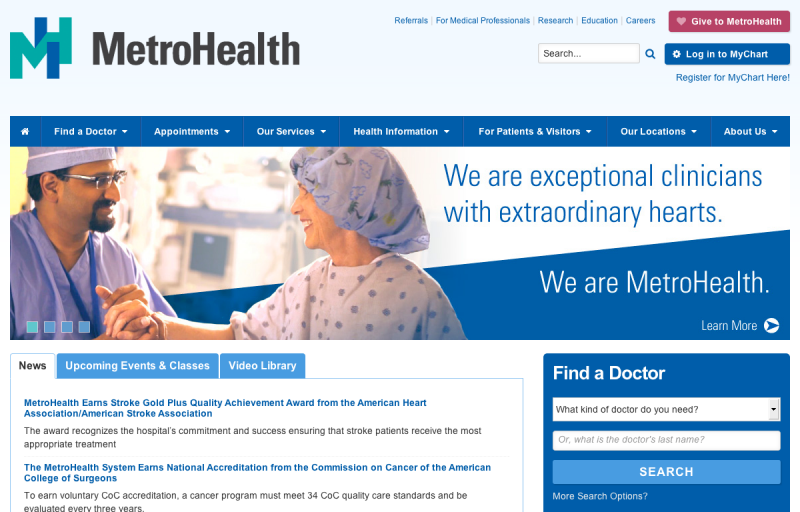 Referrals | For Medical Professionals | Research | Education | Careers
Give to MetroHealth
MetroHealth
Search...
Log in to MyChart
Register for MyChart Here!
Find a Doctor
Appointments
Our Services
Health Information
For Patients & Visitors
Our Locations
About Us
We are exceptional clinicians
with extraordinary hearts.
We are MetroHealth.
Learn More
News
Upcoming Events & Classes
Video Library
MetroHealth Earns Stroke Gold Plus Quality Achievement Award from the American Heart
Association/American Stroke Association
The award recognizes the hospital's commitment and success ensuring that stroke patients receive the most
appropriate treatment
The MetroHealth System Earns National Accreditation from the Commission on Cancer of the American
College of Surgeons
To earn voluntary CoC accreditation, a cancer program must meet 34 CoC quality care standards and be
evaluated every three years.
Find a Doctor
What kind of doctor do you need?
Or, what is the doctor's last name?
SEARCH
More Search Options?